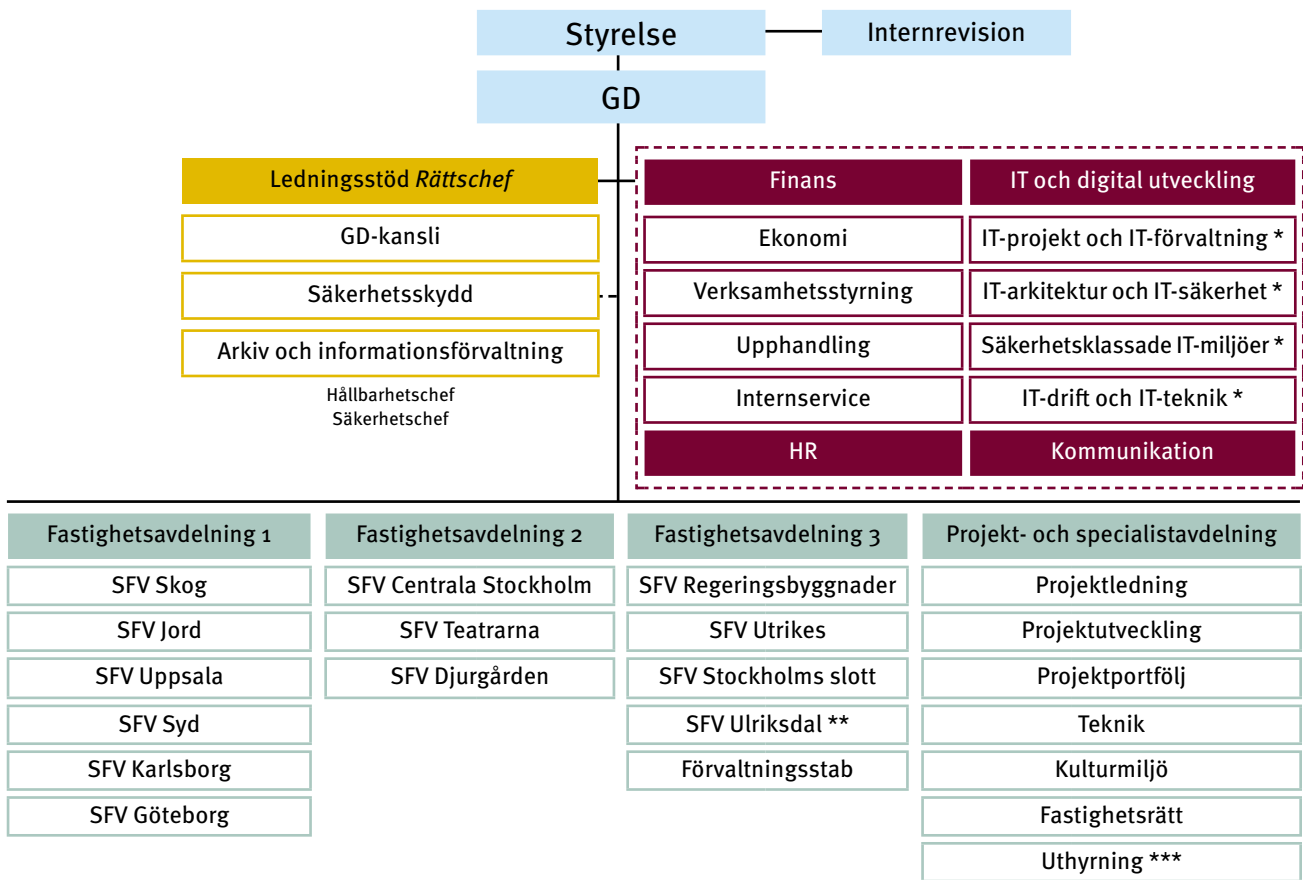 Styrelse
Internrevision
GD
Ledningsstöd Rättschef
GD-kansli
Säkerhetsskydd
Arkiv och informationsförvaltning
Hållbarhetschef
Säkerhetschef
Finans
Ekonomi
Verksamhetsstyrning
Upphandling
Internservice
HR
IT och digital utveckling
IT-projekt och IT-förvaltning *
IT-arkitektur och IT-säkerhet *
Säkerhetsklassade IT-miljöer *
IT-drift och IT-teknik *
Kommunikation
Fastighetsavdelning 1
SFV Skog
SFV Jord
SFV Uppsala
SFV Syd
SFV Karlsborg
SFV Göteborg
Fastighetsavdelning 2
SFV Centrala Stockholm
SFV Teatrarna
SFV Djurgården
Fastighetsavdelning 3
SFV Regeringsbyggnader
SFV Utrikes
SFV Stockholms slott
SFV Ulriksdal **
Förvaltningsstab
Projekt- och specialistavdelning
Projektledning
Projektutveckling
Projektportfölj
Teknik
Kulturmiljö
Fastighetsrätt
Uthyrning ***